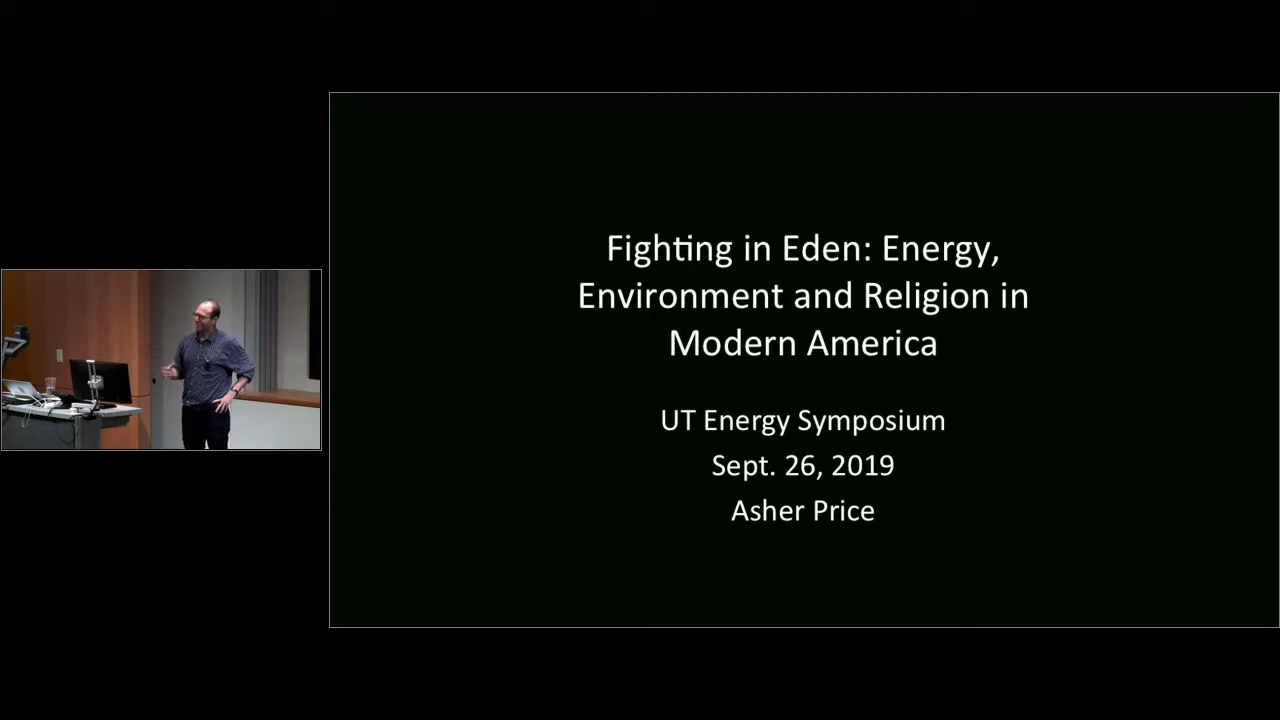 Fighting in Eden: Energy,
Environment and Religion in
Modern America
UT Energy Symposium
Sept. 26, 2019
Asher Price